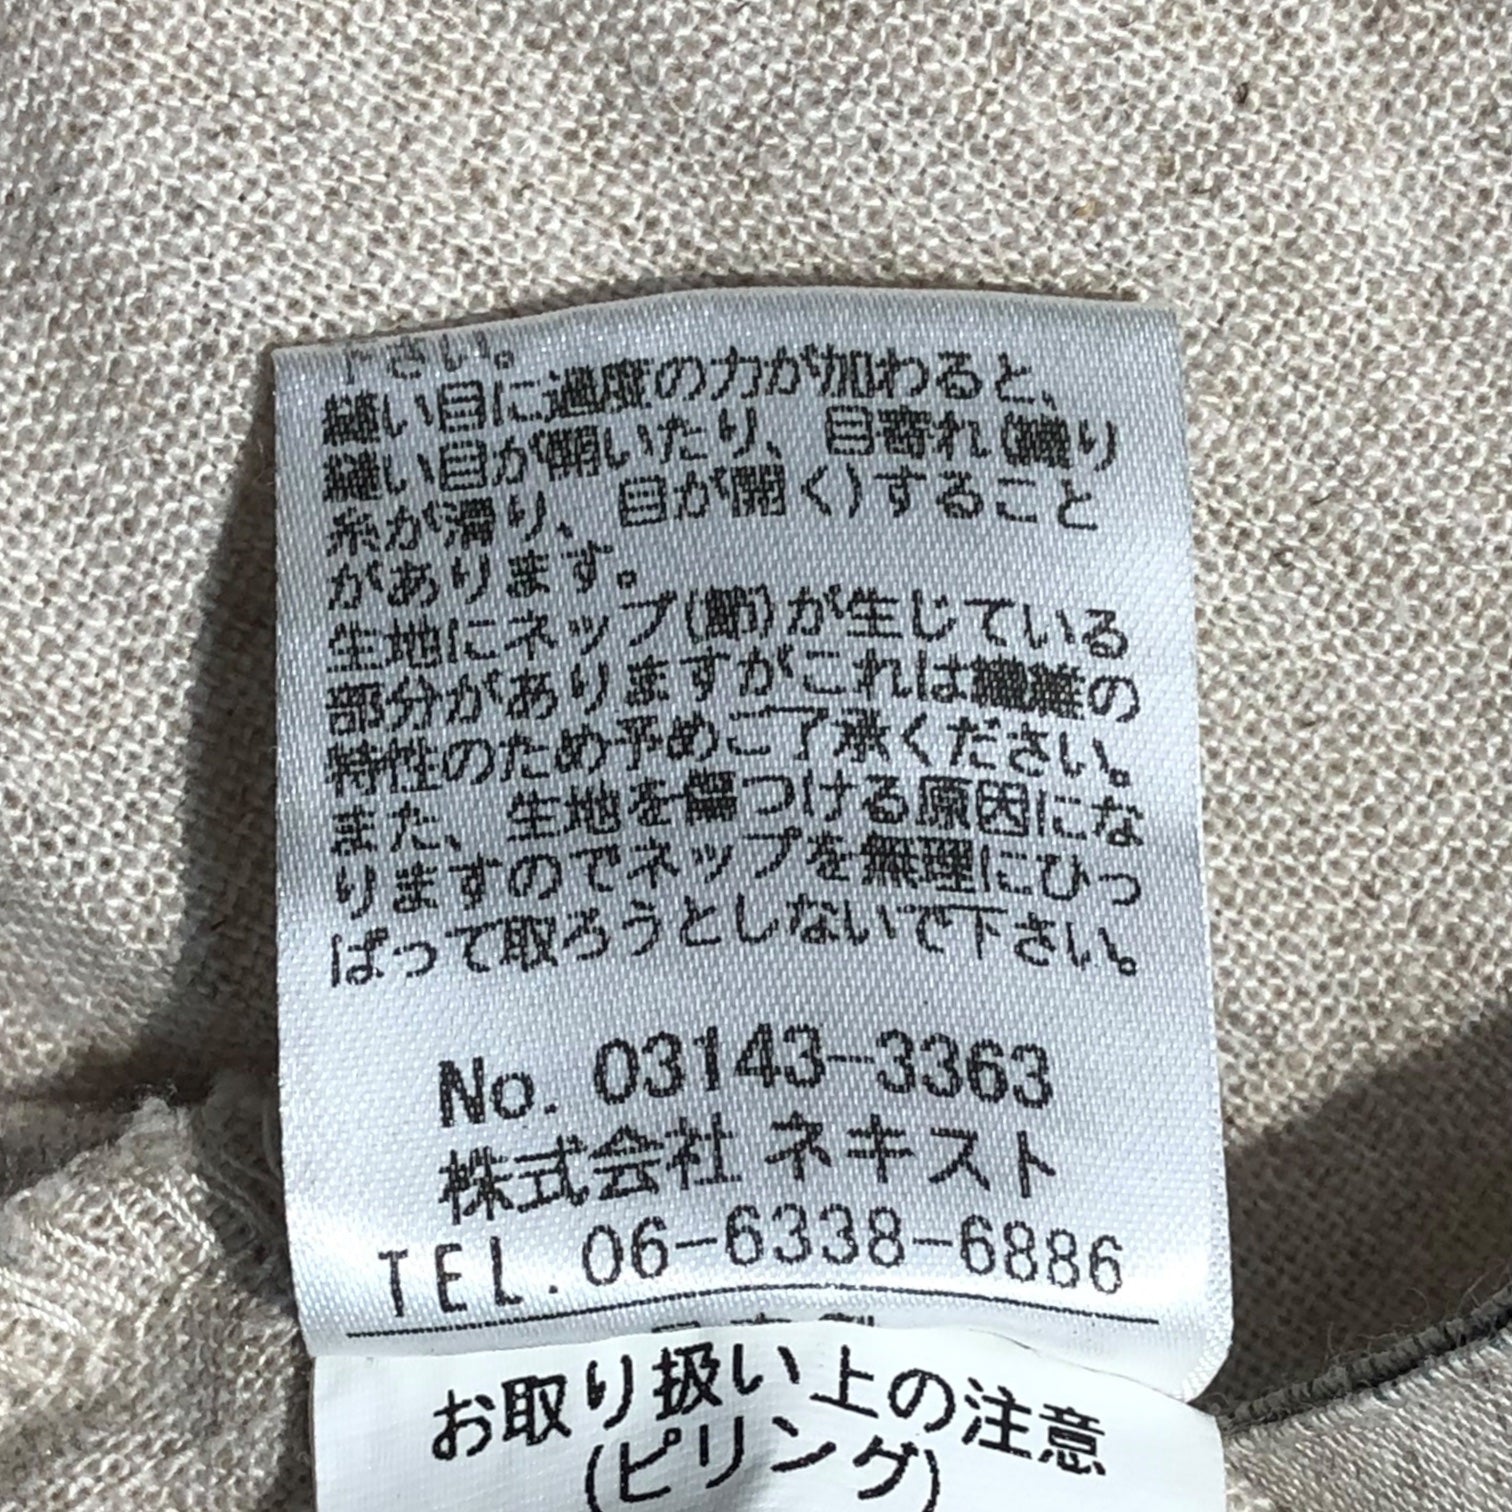 下さい。
縫い目に過度の力が加わると、
縫い目が開いたり、目寄れ(織り
糸が滑り、目が開く)すること
があります。
生地にネップ(節)が生じている
部分がありますがこれは繊維の
特性のため予めご了承ください。
また、生地を傷つける原因にな
りますのでネップを無理にひっ
ぱって取ろうとしないで下さい。
No. 03143-3363
株式会社 ネキスト
TEL. 06-6338-6886
お取り扱い上の注意
(ピリング)